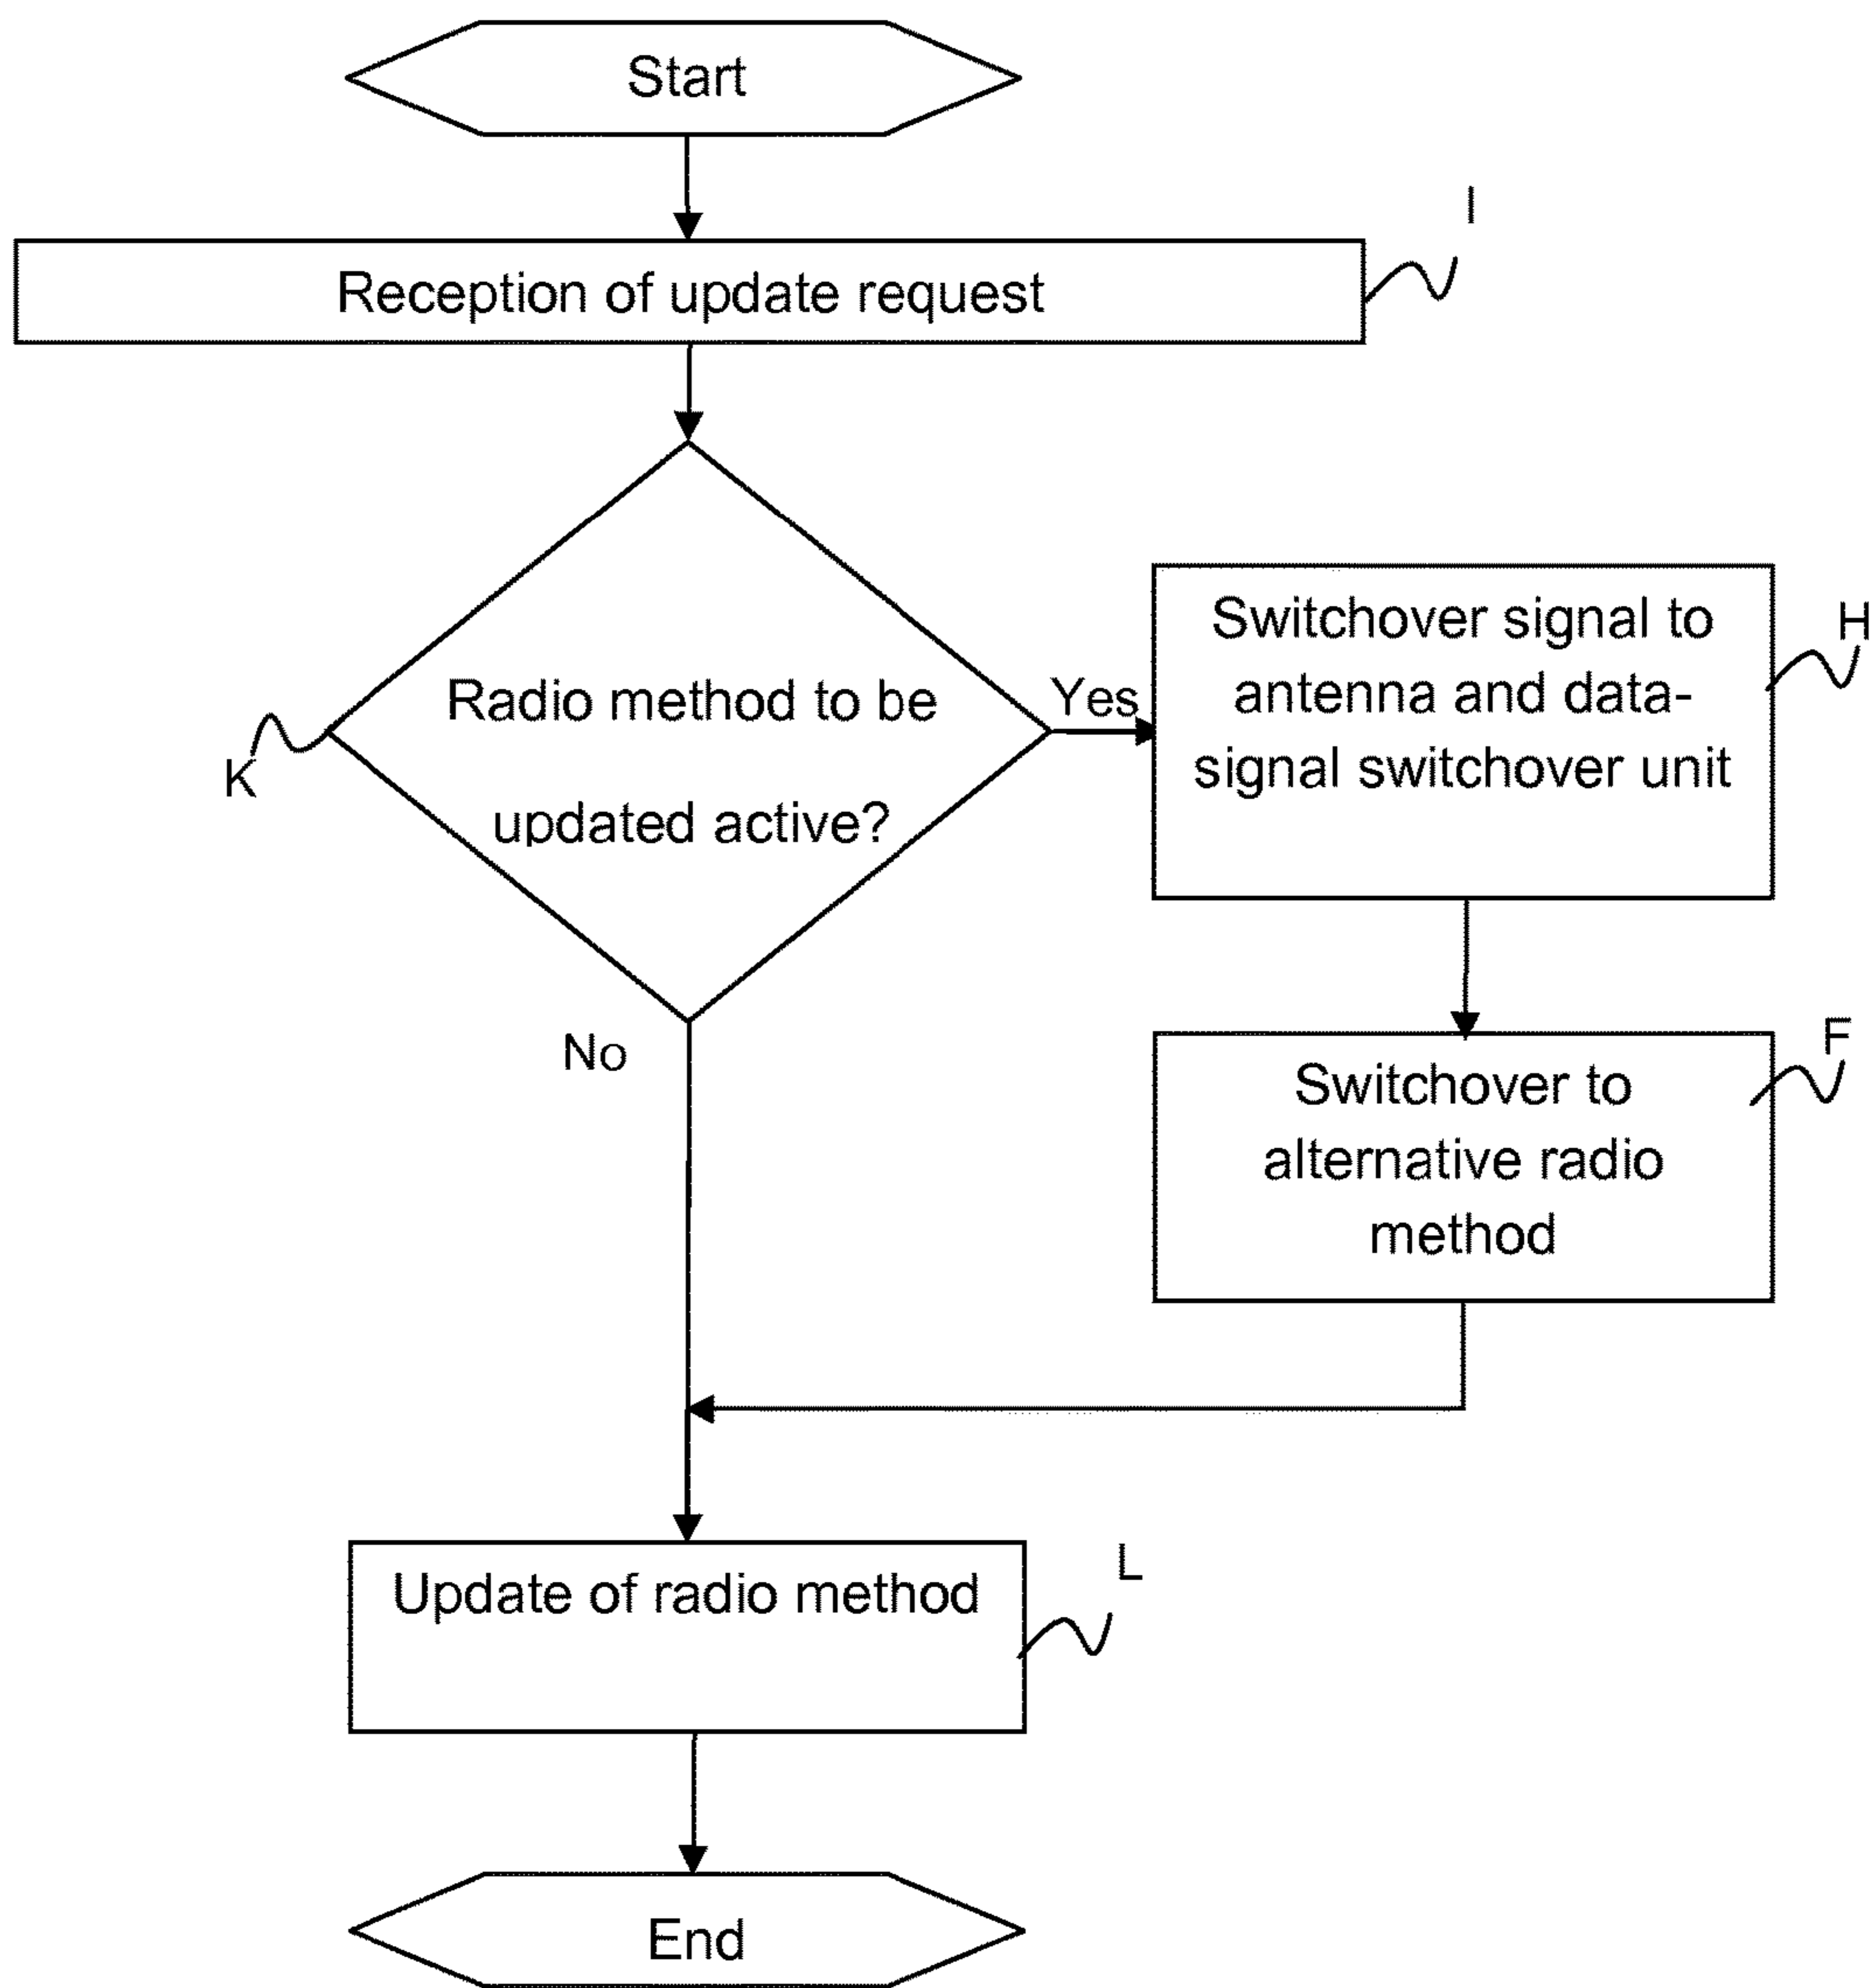 Start
I
Reception of update request
Radio method to be
updated active?
K
Yes
Switchover signal to
antenna and data-
signal switchover unit
H
No
Switchover to
alternative radio
method
F
Update of radio method
L
End